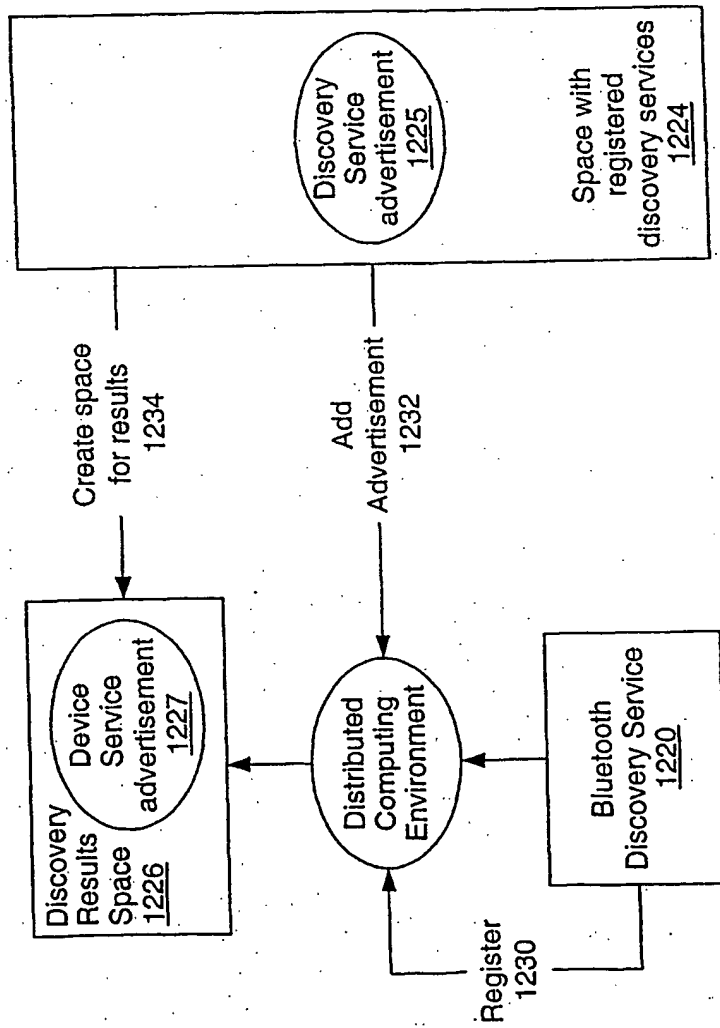 Discovery
Results
Space
1226
Device
Service
advertisement
1227
Create space
for results
1234
Discovery
Service
advertisement
1225
Space with
registered
discovery services
1224
Add
Advertisement
1232
Distributed
Computing
Environment
Register
1230
Bluetooth
Discovery Service
1220